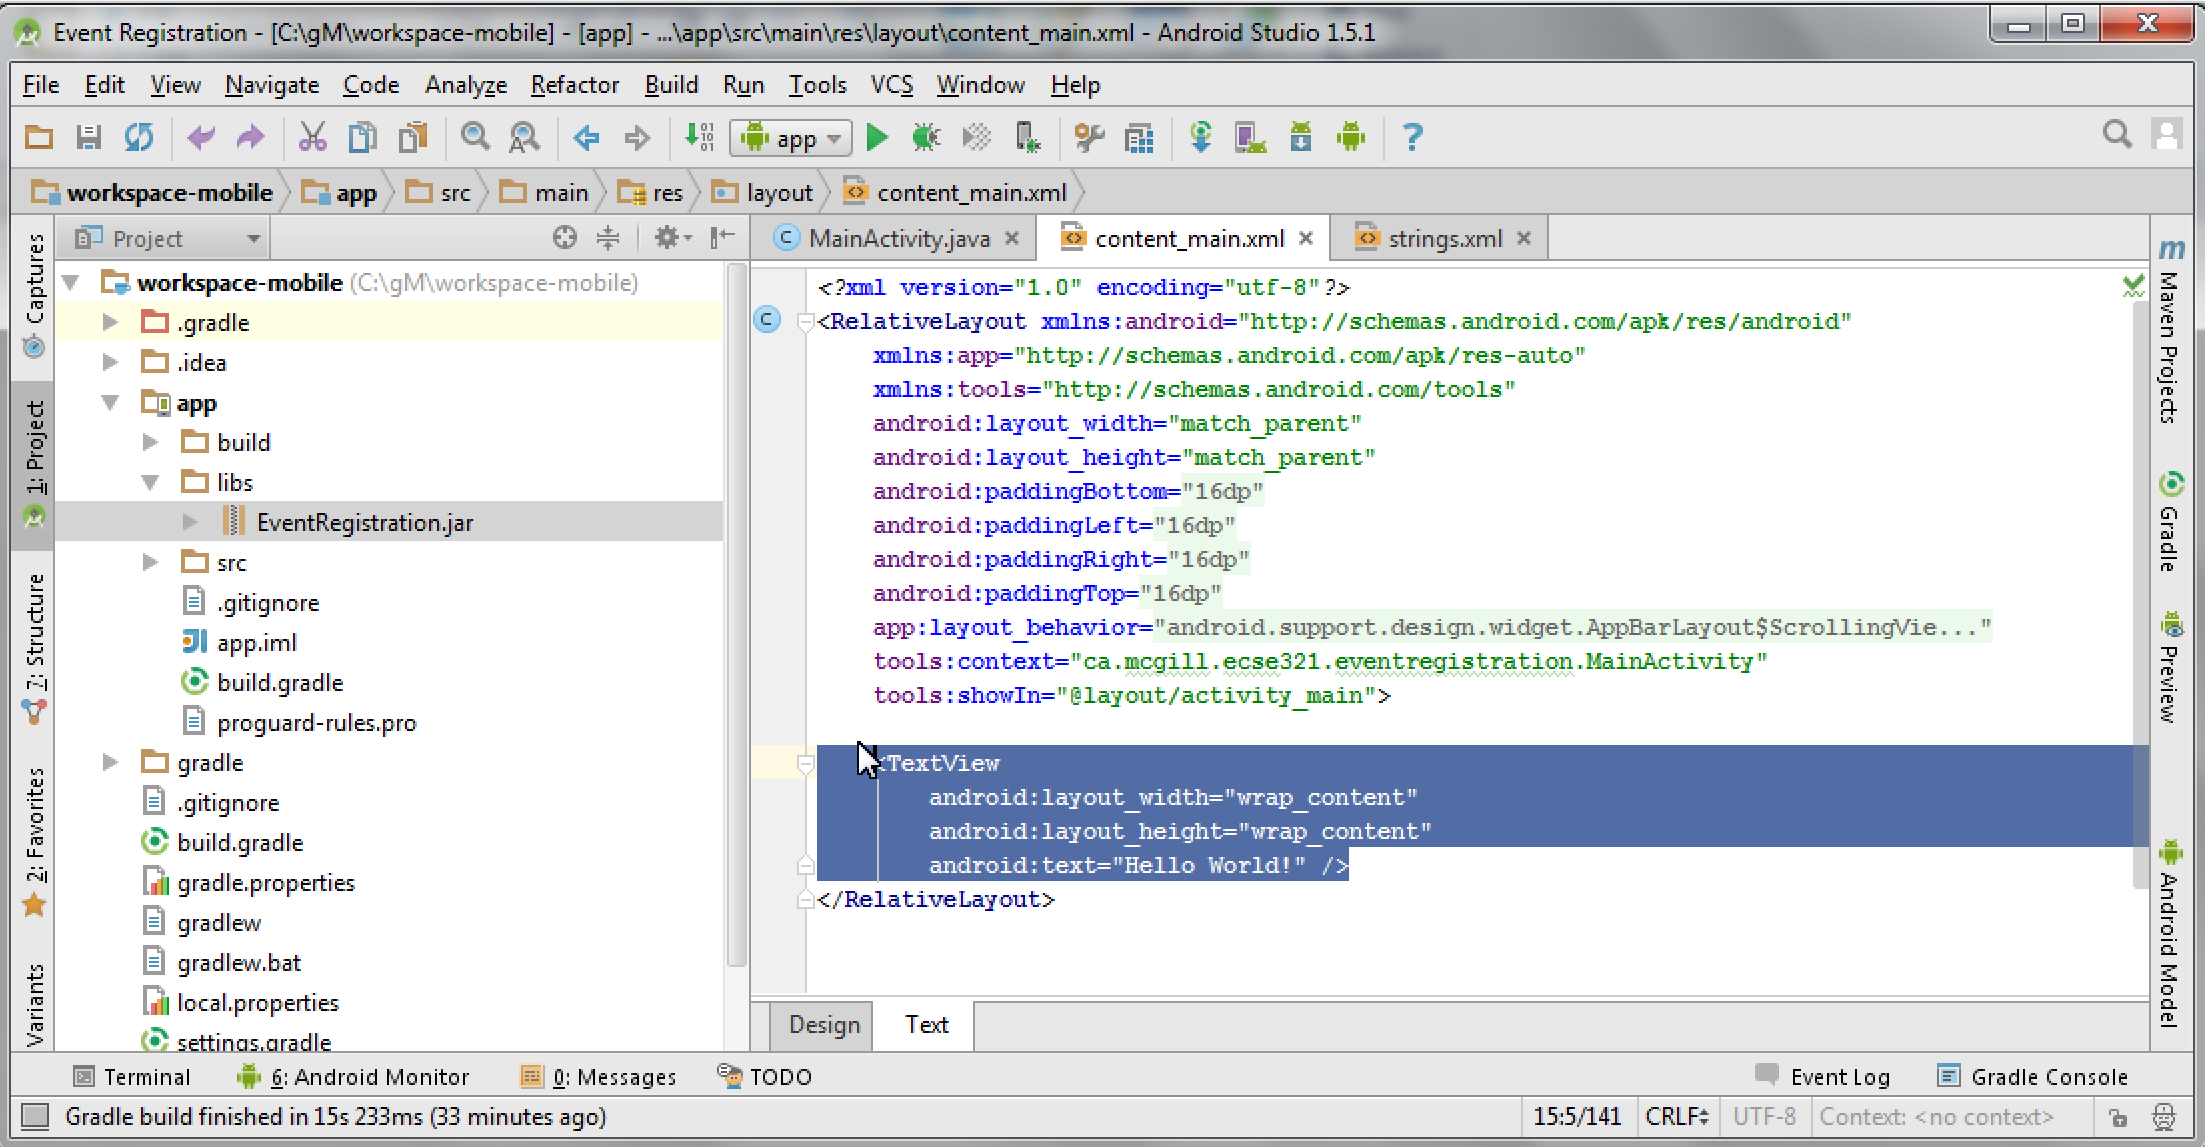 Event Registration - [C:\gM\workspace-mobile] - [app] - ...\app\src\main\res\layout\content_main.xml - Android Studio 1.5.1
File Edit View Navigate Code Analyze Refactor Build Run Tools VCS Window Help
app
workspace-mobile app src main res layout content_main.xml
Project
MainActivity.java content_main.xml strings.xml
Captures
1: Project
7: Structure
2: Favorites
Variants
workspace-mobile (C:\gM\workspace-mobile)
.gradle
.idea
app
build
libs
EventRegistration.jar
src
.gitignore
app.iml
build.gradle
proguard-rules.pro
gradle
.gitignore
build.gradle
gradle.properties
gradlew
gradlew.bat
local.properties
settings.gradle
<?xml version="1.0" encoding="utf-8"?>
<RelativeLayout xmlns:android="http://schemas.android.com/apk/res/android"
xmlns:app="http://schemas.android.com/apk/res-auto"
xmlns:tools="http://schemas.android.com/tools"
android:layout_width="match_parent"
android:layout_height="match_parent"
android:paddingBottom="16dp"
android:paddingLeft="16dp"
android:paddingRight="16dp"
android:paddingTop="16dp"
app:layout_behavior="android.support.design.widget.AppBarLayout$ScrollingVie..."
tools:context="ca.mcgill.ecse321.eventregistration.MainActivity"
tools:showIn="@layout/activity_main">
<TextView
android:layout_width="wrap_content"
android:layout_height="wrap_content"
android:text="Hello World!" />
</RelativeLayout>
Design Text
Maven Projects
Gradle
Preview
Android Model
Terminal 6: Android Monitor 0: Messages TODO Event Log Gradle Console
Gradle build finished in 15s 233ms (33 minutes ago) 15:5/141 CRLF UTF-8 Context: <no context>